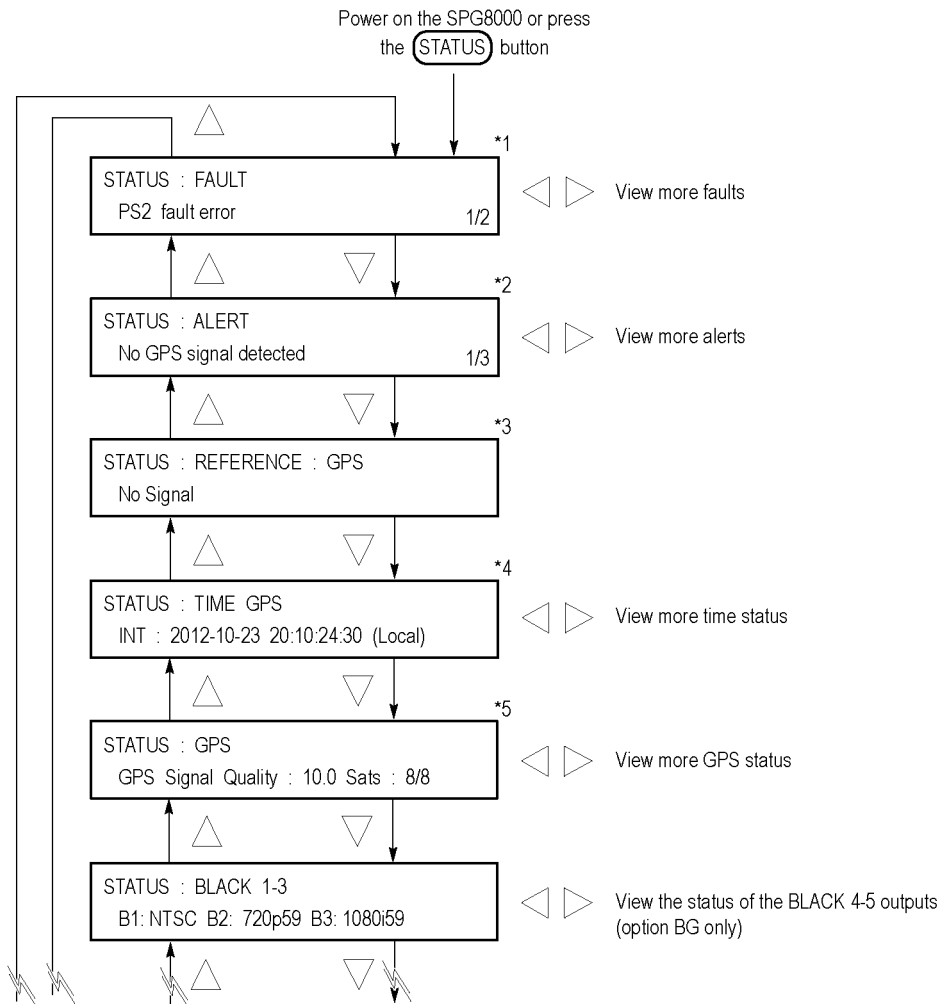 Power on the SPG8000 or press
the STATUS button
*1
STATUS : FAULT
PS2 fault error
1/2
View more faults
*2
STATUS : ALERT
No GPS signal detected
1/3
View more alerts
*3
STATUS : REFERENCE : GPS
No Signal
*4
STATUS : TIME GPS
INT : 2012-10-23 20:10:24:30 (Local)
View more time status
*5
STATUS : GPS
GPS Signal Quality : 10.0 Sats : 8/8
View more GPS status
STATUS : BLACK 1-3
B1: NTSC B2: 720p59 B3: 1080i59
View the status of the BLACK 4-5 outputs
(option BG only)